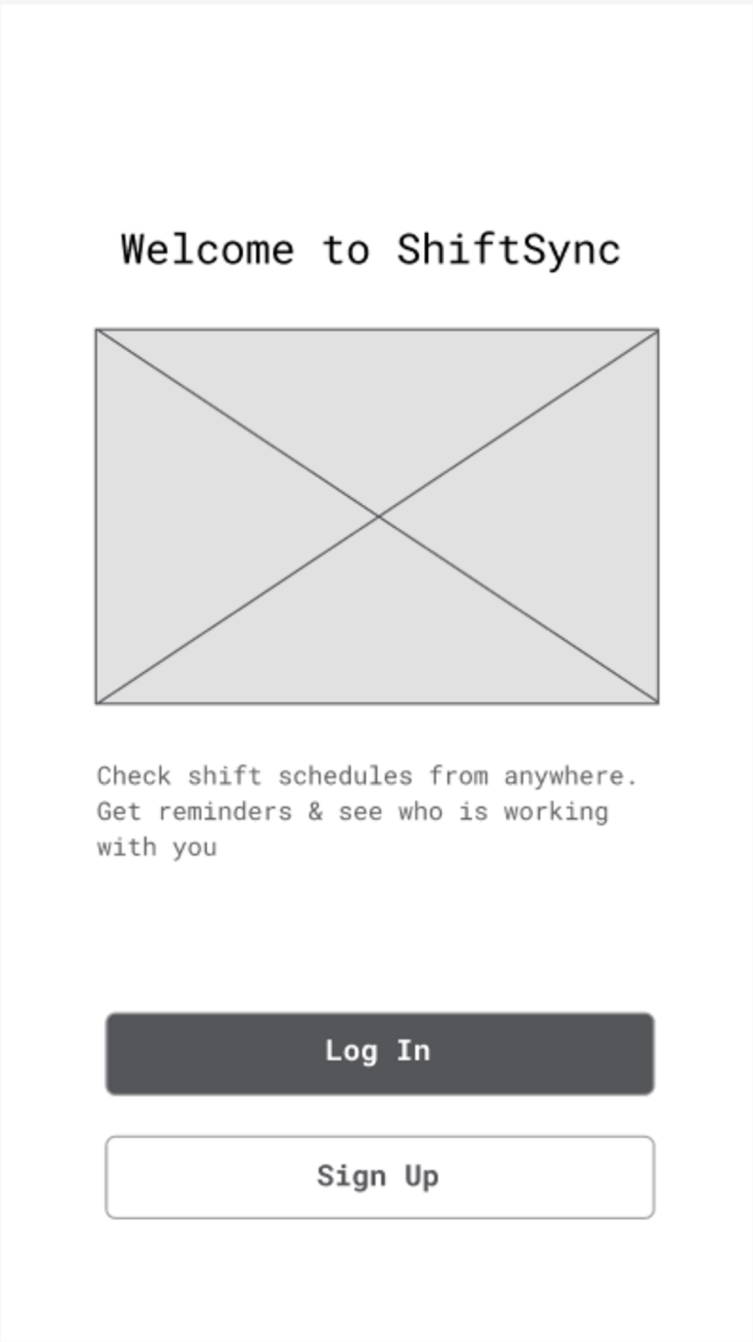 Welcome to ShiftSync
Check shift schedules from anywhere.
Get reminders & see who is working
with you
Log In
Sign Up